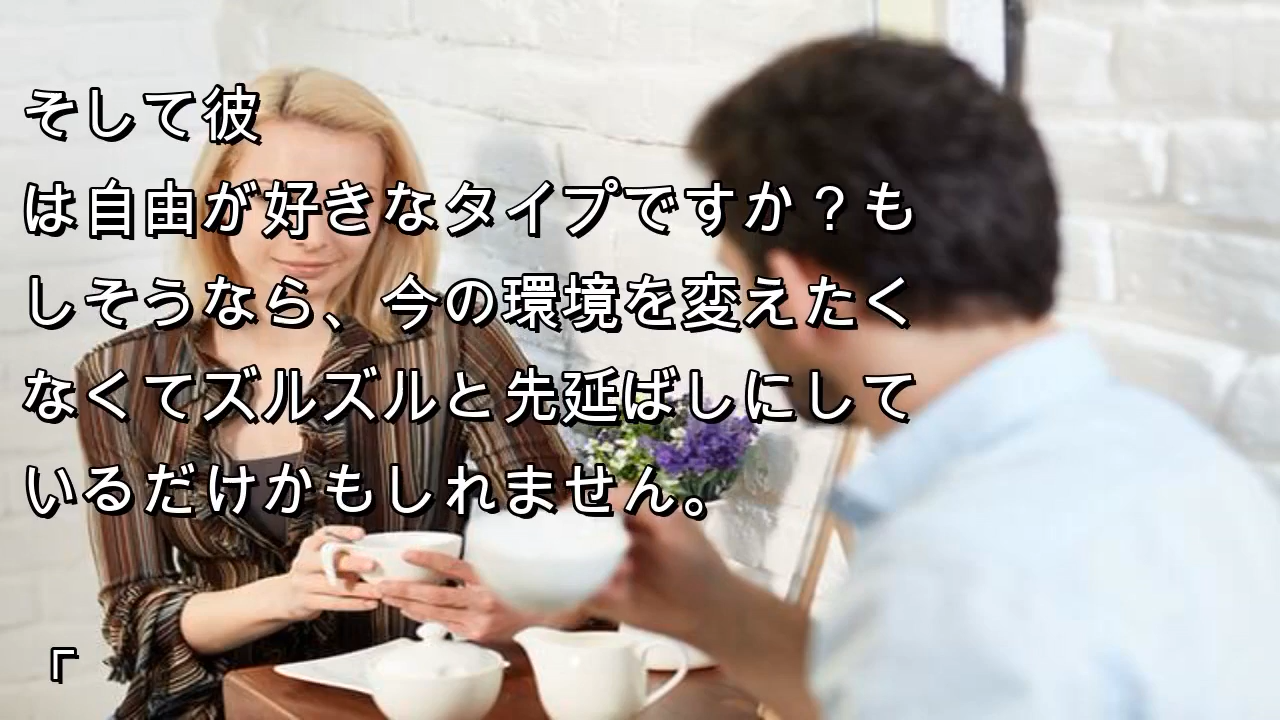 そして彼
は自由が好きなタイプですか？も
しそうなら、今の環境を変えたく
なくてズルズルと先延ばしにして
いるだけかもしれません。
「